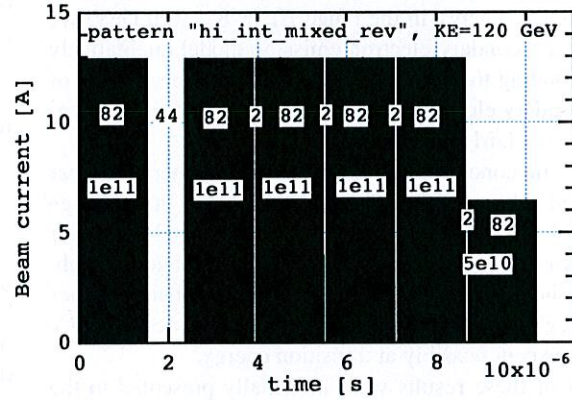 15
pattern "hi_int_mixed_rev", KE=120 GeV
82 44 82 2 82 2 82 2 82
10
1e11 1e11 1e11 1e11 1e11
2 82
5
5e10
0
0 2 4 6 8 10x10⁻⁶
Beam current [A]
time [s]